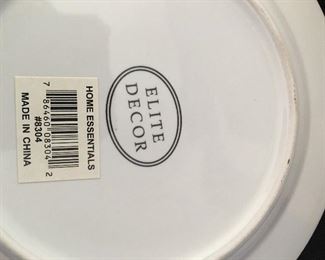 ELITE
DECOR
7 86460 08304 2
HOME ESSENTIALS
#8304
MADE IN CHINA